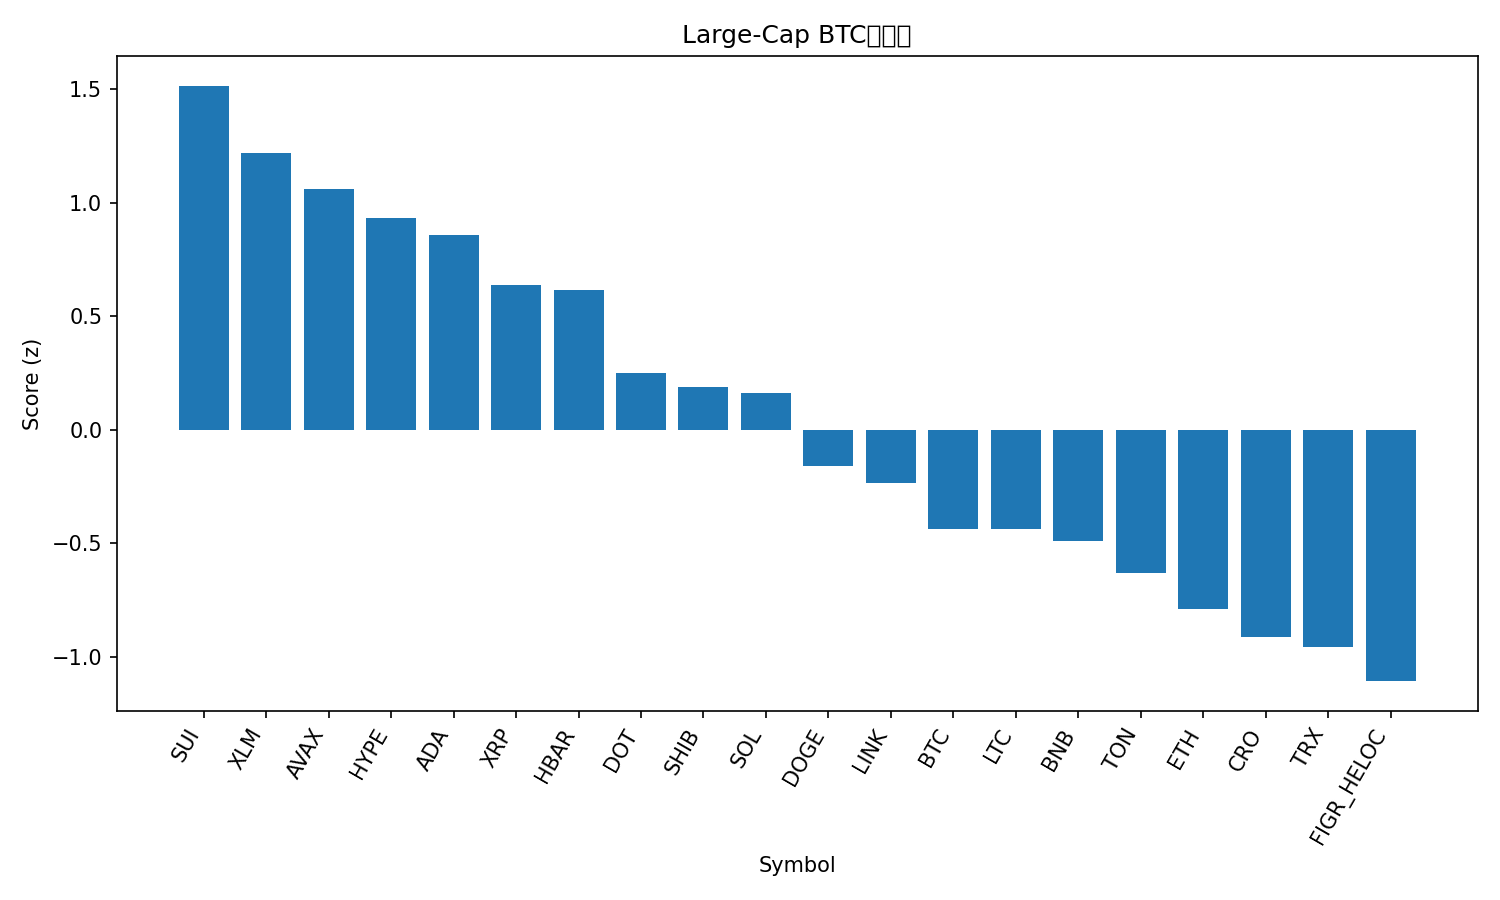 Large-Cap BTC
1.5
1.0
0.5
0.0
−0.5
−1.0
Score (z)
SUI
XLM
AVAX
HYPE
ADA
XRP
HBAR
DOT
SHIB
SOL
DOGE
LINK
BTC
LTC
BNB
TON
ETH
CRO
TRX
FIGR_HELOC
Symbol